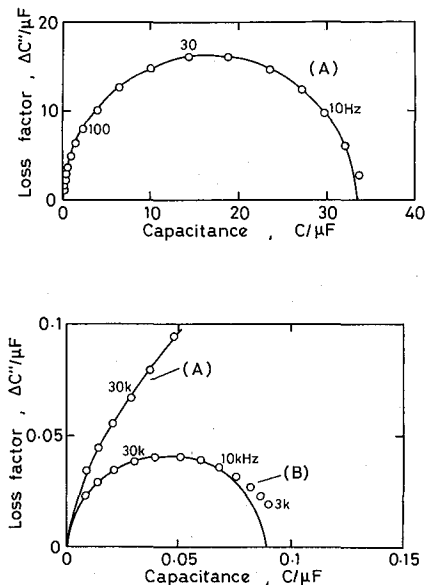 20
10
0
Loss factor , ΔC"/μF
30
(A)
100
10Hz
0 10 20 30 40
Capacitance , C/μF
0.1
0.05
0
Loss factor , ΔC"/μF
30k
(A)
30k
10kHz
(B)
3k
0 0.05 0.1 0.15
Capacitance , C/μF